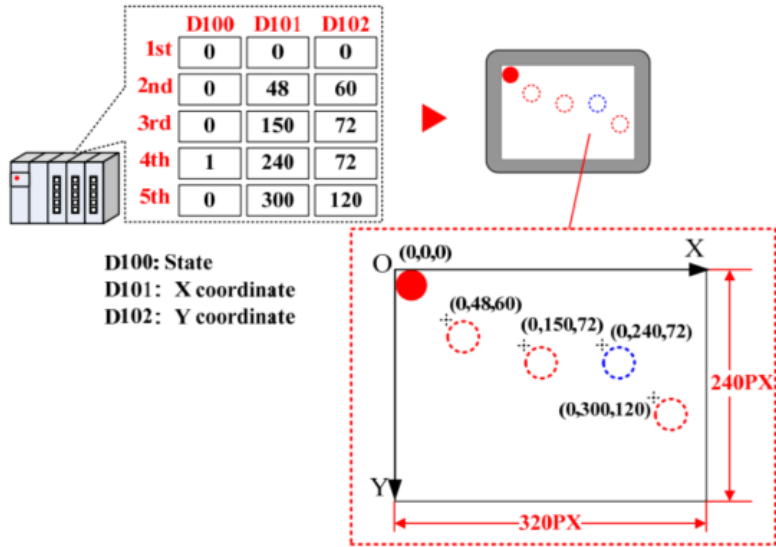 D100 D101 D102
1st 0 0 0
2nd 0 48 60
3rd 0 150 72
4th 1 240 72
5th 0 300 120
D100: State
D101: X coordinate
D102: Y coordinate
O (0,0,0) X
(0,48,60)
(0,150,72) (0,240,72)
240PX
(0,300,120)
Y
320PX